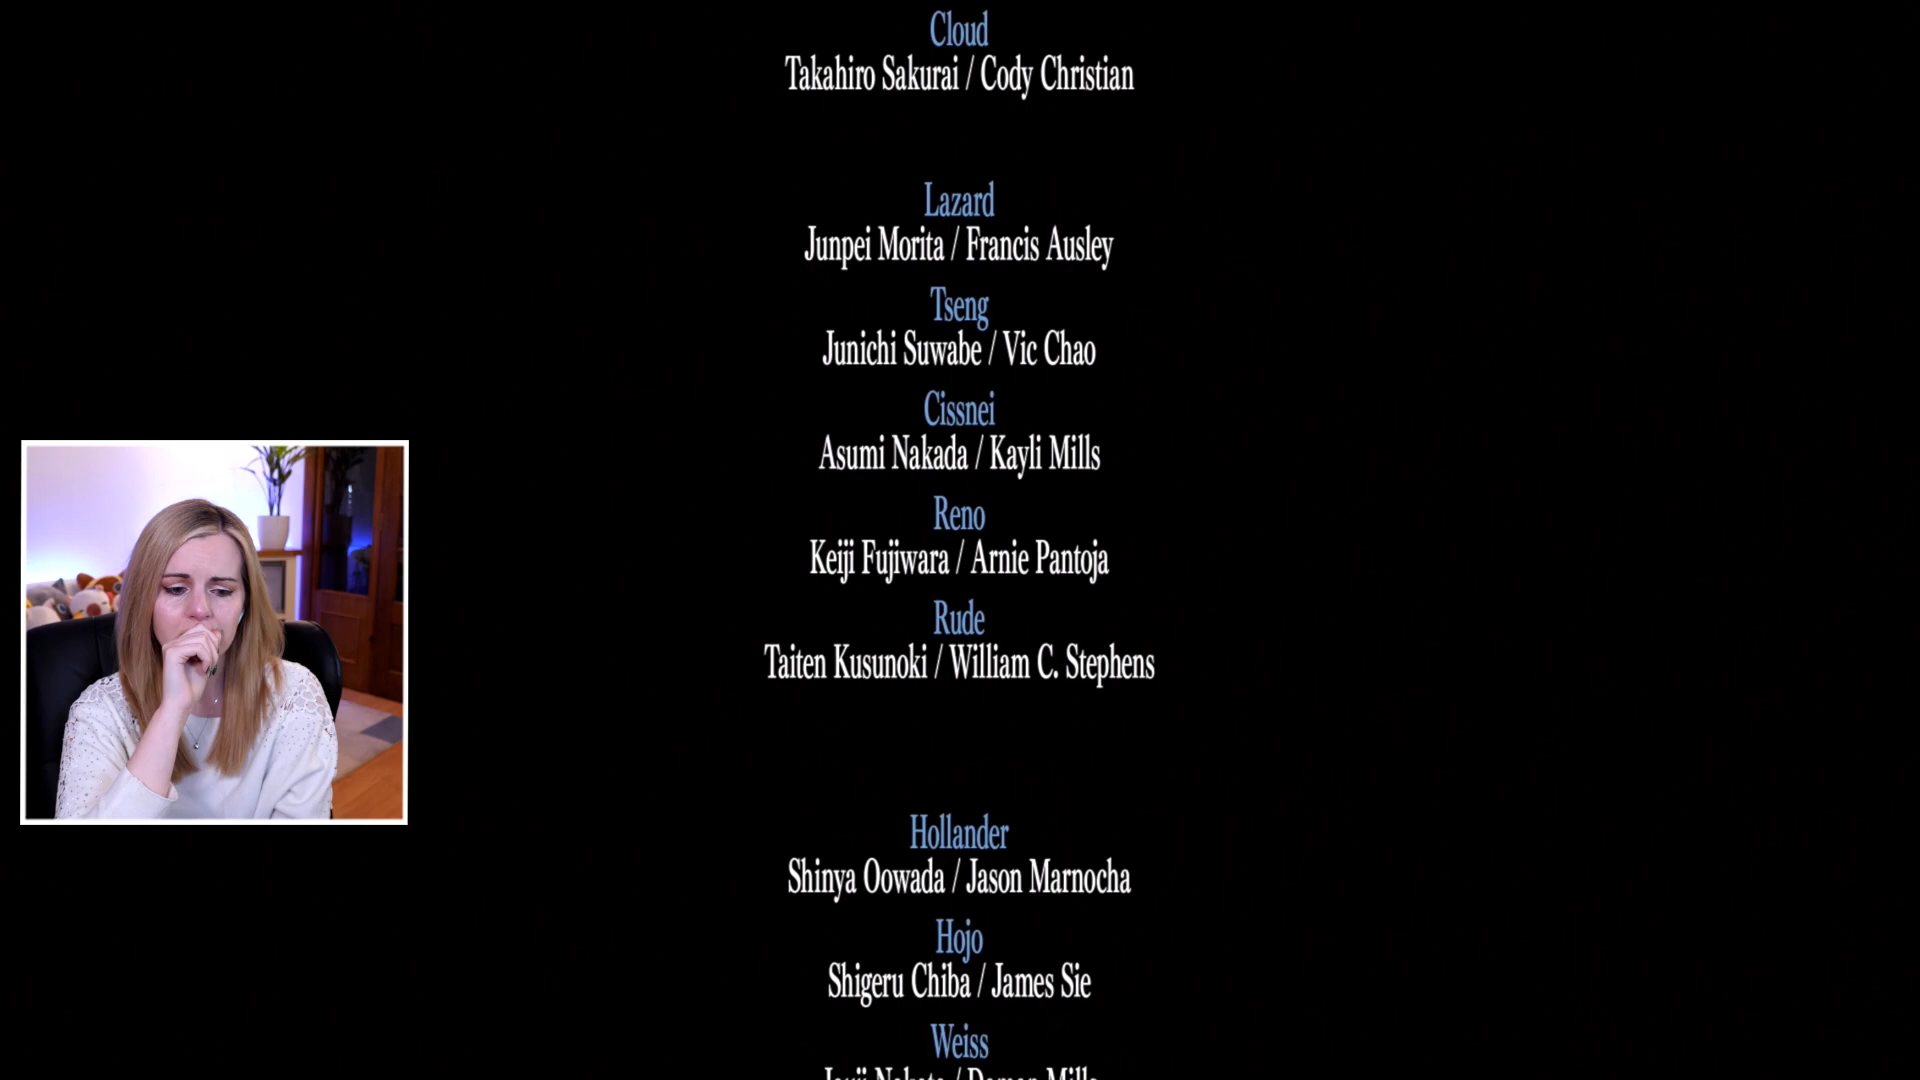 Cloud
Takahiro Sakurai / Cody Christian
Lazard
Junpei Morita / Francis Ausley
Tseng
Junichi Suwabe / Vic Chao
Cissnei
Asumi Nakada / Kayli Mills
Reno
Keiji Fujiwara / Arnie Pantoja
Rude
Taiten Kusunoki / William C. Stephens
Hollander
Shinya Oowada / Jason Marnocha
Hojo
Shigeru Chiba / James Sie
Weiss